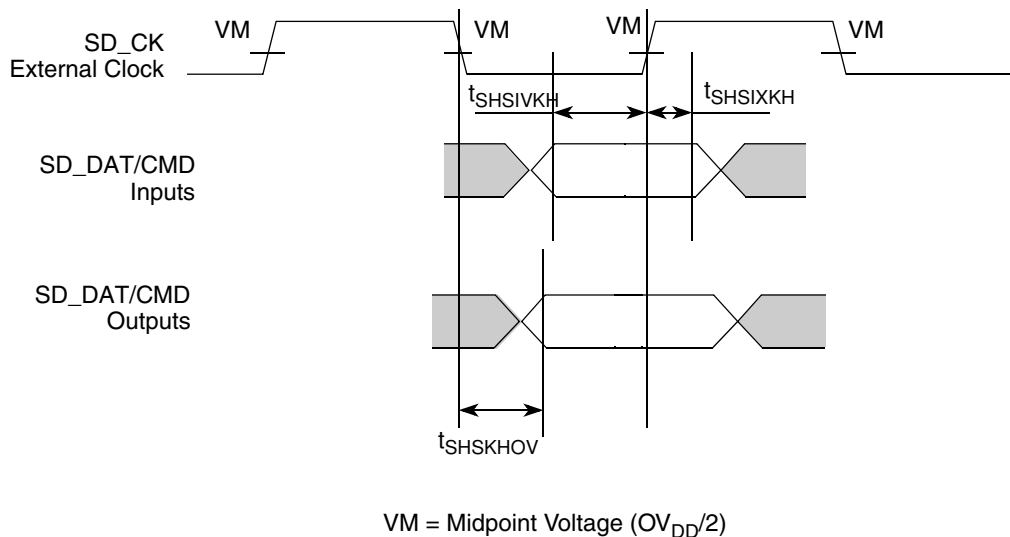 VM
VM
VM
VM
SD_CK
External Clock
tSHSIVKH
tSHSIXKH
SD_DAT/CMD
Inputs
SD_DAT/CMD
Outputs
tSHSKHOV
VM = Midpoint Voltage (OVDD/2)